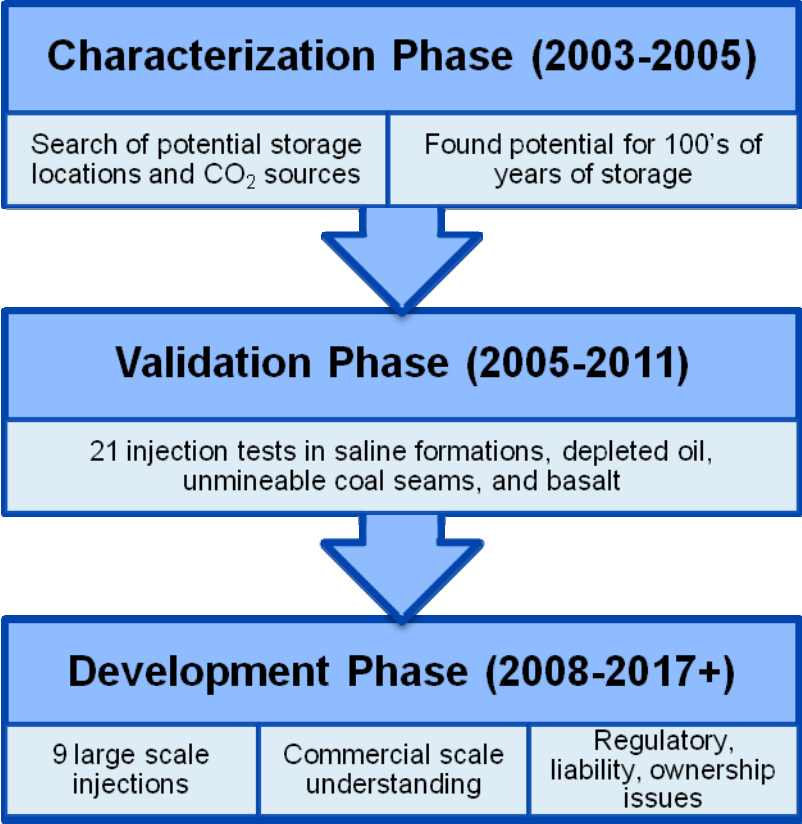 Characterization Phase (2003-2005)
Search of potential storage
locations and CO₂ sources
Found potential for 100's of
years of storage
Validation Phase (2005-2011)
21 injection tests in saline formations, depleted oil,
unmineable coal seams, and basalt
Development Phase (2008-2017+)
9 large scale
injections
Commercial scale
understanding
Regulatory,
liability, ownership
issues